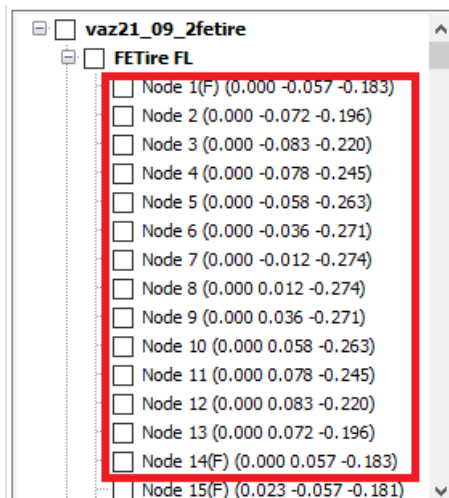 vaz21_09_2fetire
FETire FL
Node 1(F) (0.000 -0.057 -0.183)
Node 2 (0.000 -0.072 -0.196)
Node 3 (0.000 -0.083 -0.220)
Node 4 (0.000 -0.078 -0.245)
Node 5 (0.000 -0.058 -0.263)
Node 6 (0.000 -0.036 -0.271)
Node 7 (0.000 -0.012 -0.274)
Node 8 (0.000 0.012 -0.274)
Node 9 (0.000 0.036 -0.271)
Node 10 (0.000 0.058 -0.263)
Node 11 (0.000 0.078 -0.245)
Node 12 (0.000 0.083 -0.220)
Node 13 (0.000 0.072 -0.196)
Node 14(F) (0.000 0.057 -0.183)
Node 15(F) (0.023 -0.057 -0.181)